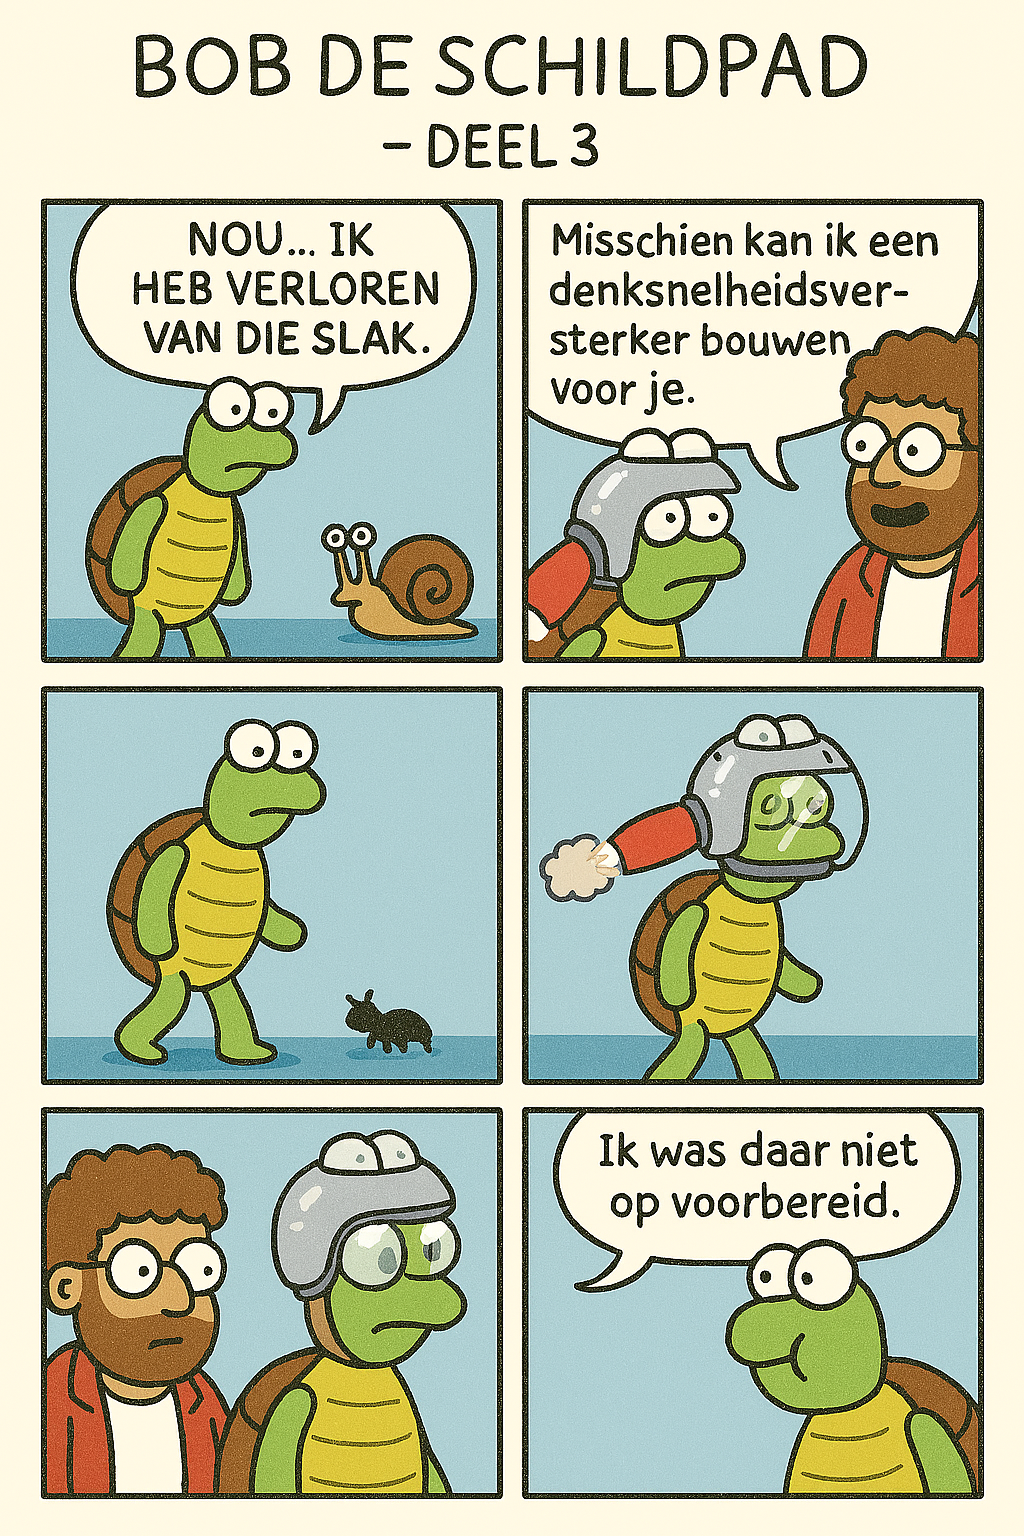 BOB DE SCHILDPAD
– DEEL 3
NOU... IK
HEB VERLOREN
VAN DIE SLAK.
Misschien kan ik een
denksnelheidsver-
sterker bouwen
voor je.
Ik was daar niet
op voorbereid.